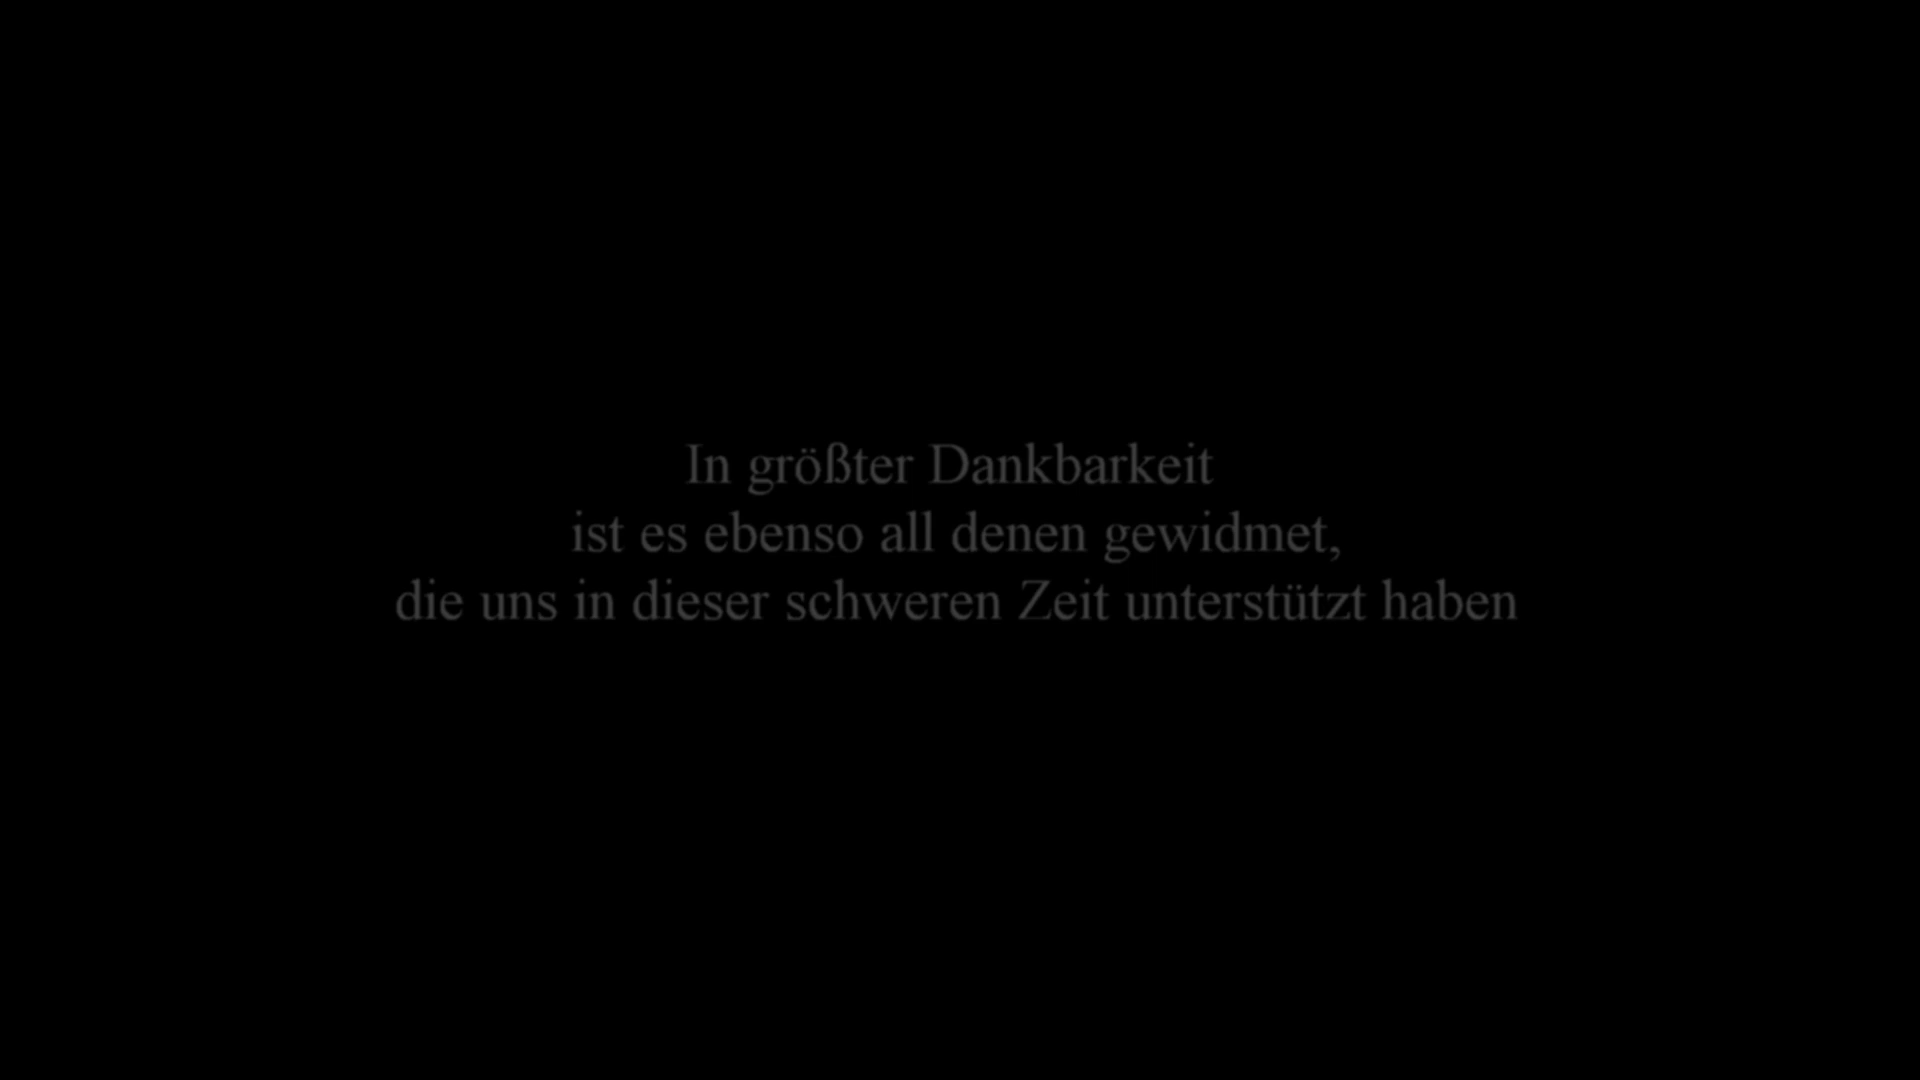 In größter Dankbarkeit
ist es ebenso all denen gewidmet,
die uns in dieser schweren Zeit unterstützt haben